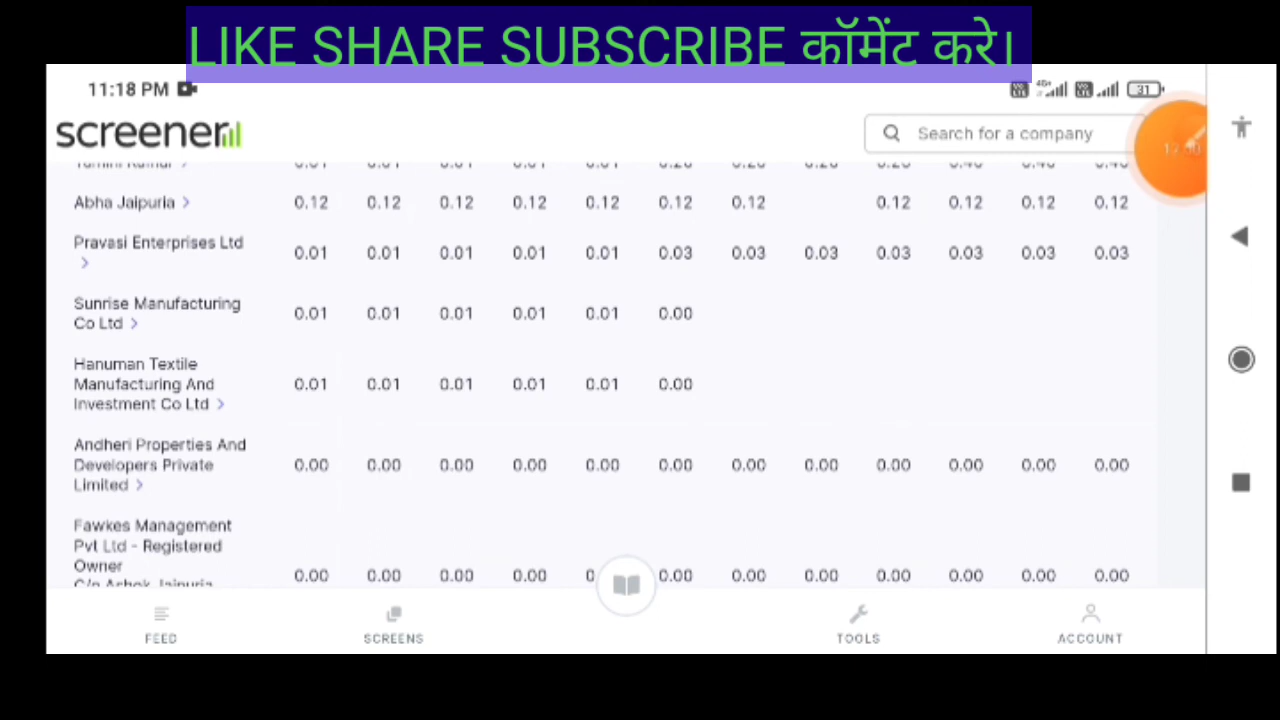 LIKE SHARE SUBSCRIBE कॉमेंट करे।
11:18 PM
31
screener
Search for a company
Abha Jaipuria > 0.12 0.12 0.12 0.12 0.12 0.12 0.12 0.12 0.12 0.12 0.12
Pravasi Enterprises Ltd
> 0.01 0.01 0.01 0.01 0.01 0.03 0.03 0.03 0.03 0.03 0.03 0.03
Sunrise Manufacturing
Co Ltd > 0.01 0.01 0.01 0.01 0.01 0.00
Hanuman Textile
Manufacturing And 0.01 0.01 0.01 0.01 0.01 0.00
Investment Co Ltd >
Andheri Properties And
Developers Private 0.00 0.00 0.00 0.00 0.00 0.00 0.00 0.00 0.00 0.00 0.00 0.00
Limited >
Fawkes Management
Pvt Ltd - Registered
Owner
C/o Ashok Jaipuria 0.00 0.00 0.00 0.00 0.00 0.00 0.00 0.00 0.00 0.00 0.00
FEED SCREENS TOOLS ACCOUNT